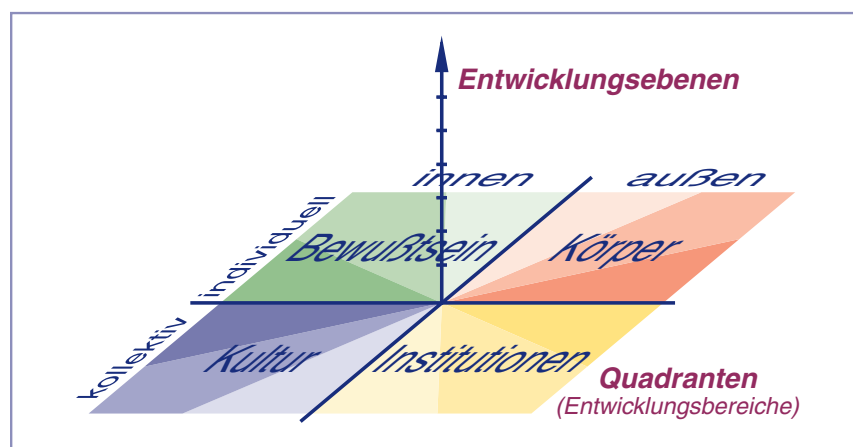 Entwicklungsebenen
innen
außen
individuell
Bewußtsein
Körper
kollektiv
Kultur
Institutionen
Quadranten
(Entwicklungsbereiche)